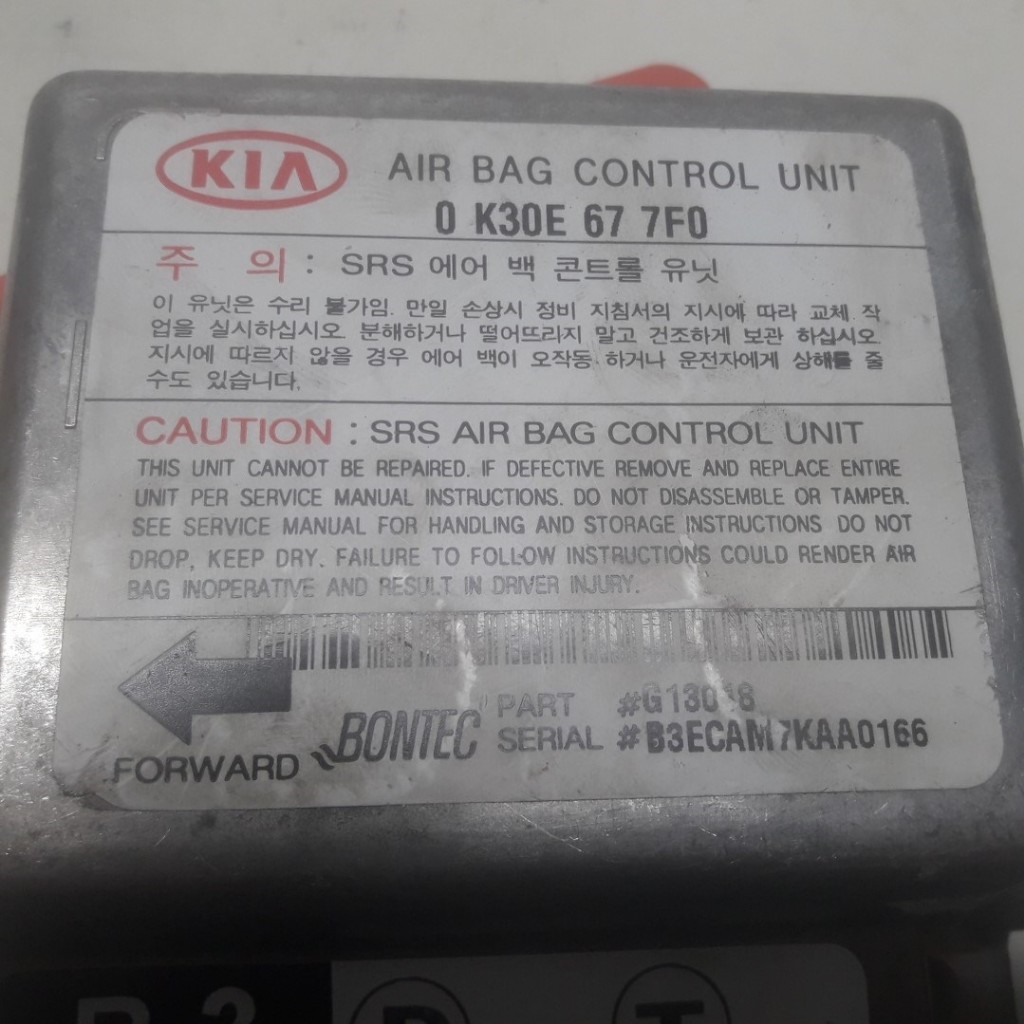 KIA AIR BAG CONTROL UNIT
0 K30E 67 7F0
주 의 : SRS 에어 백 콘트롤 유닛
이 유닛은 수리 불가임. 만일 손상시 정비 지침서의 지시에 따라 교체 작
업을 실시하십시오. 분해하거나 떨어뜨리지 말고 건조하게 보관 하십시오.
지시에 따르지 않을 경우 에어 백이 오작동 하거나 운전자에게 상해를 줄
수도 있습니다.
CAUTION : SRS AIR BAG CONTROL UNIT
THIS UNIT CANNOT BE REPAIRED. IF DEFECTIVE REMOVE AND REPLACE ENTIRE
UNIT PER SERVICE MANUAL INSTRUCTIONS. DO NOT DISASSEMBLE OR TAMPER.
SEE SERVICE MANUAL FOR HANDLING AND STORAGE INSTRUCTIONS DO NOT
DROP, KEEP DRY. FAILURE TO FOLLOW INSTRUCTIONS COULD RENDER AIR
BAG INOPERATIVE AND RESULT IN DRIVER INJURY.
PART
SERIAL #B3ECAM7KAA0166
FORWARD BONTEC